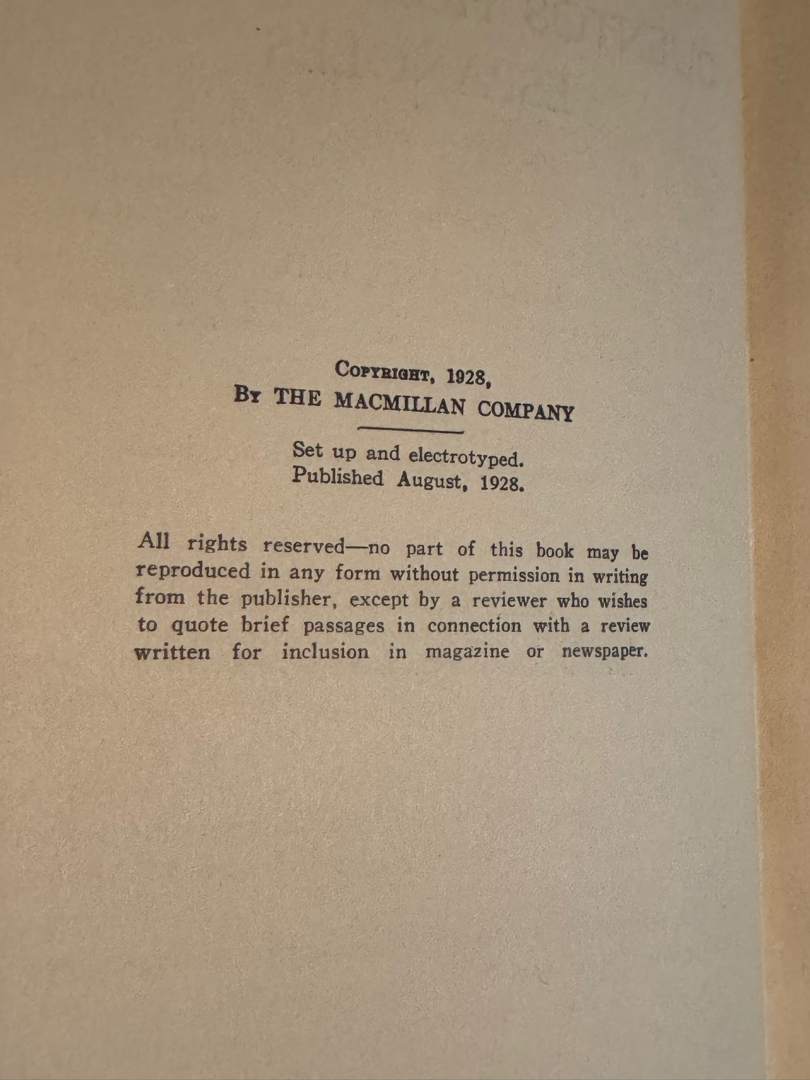 COPYRIGHT, 1928,
BY THE MACMILLAN COMPANY
Set up and electrotyped.
Published August, 1928.
All rights reserved—no part of this book may be
reproduced in any form without permission in writing
from the publisher, except by a reviewer who wishes
to quote brief passages in connection with a review
written for inclusion in magazine or newspaper.